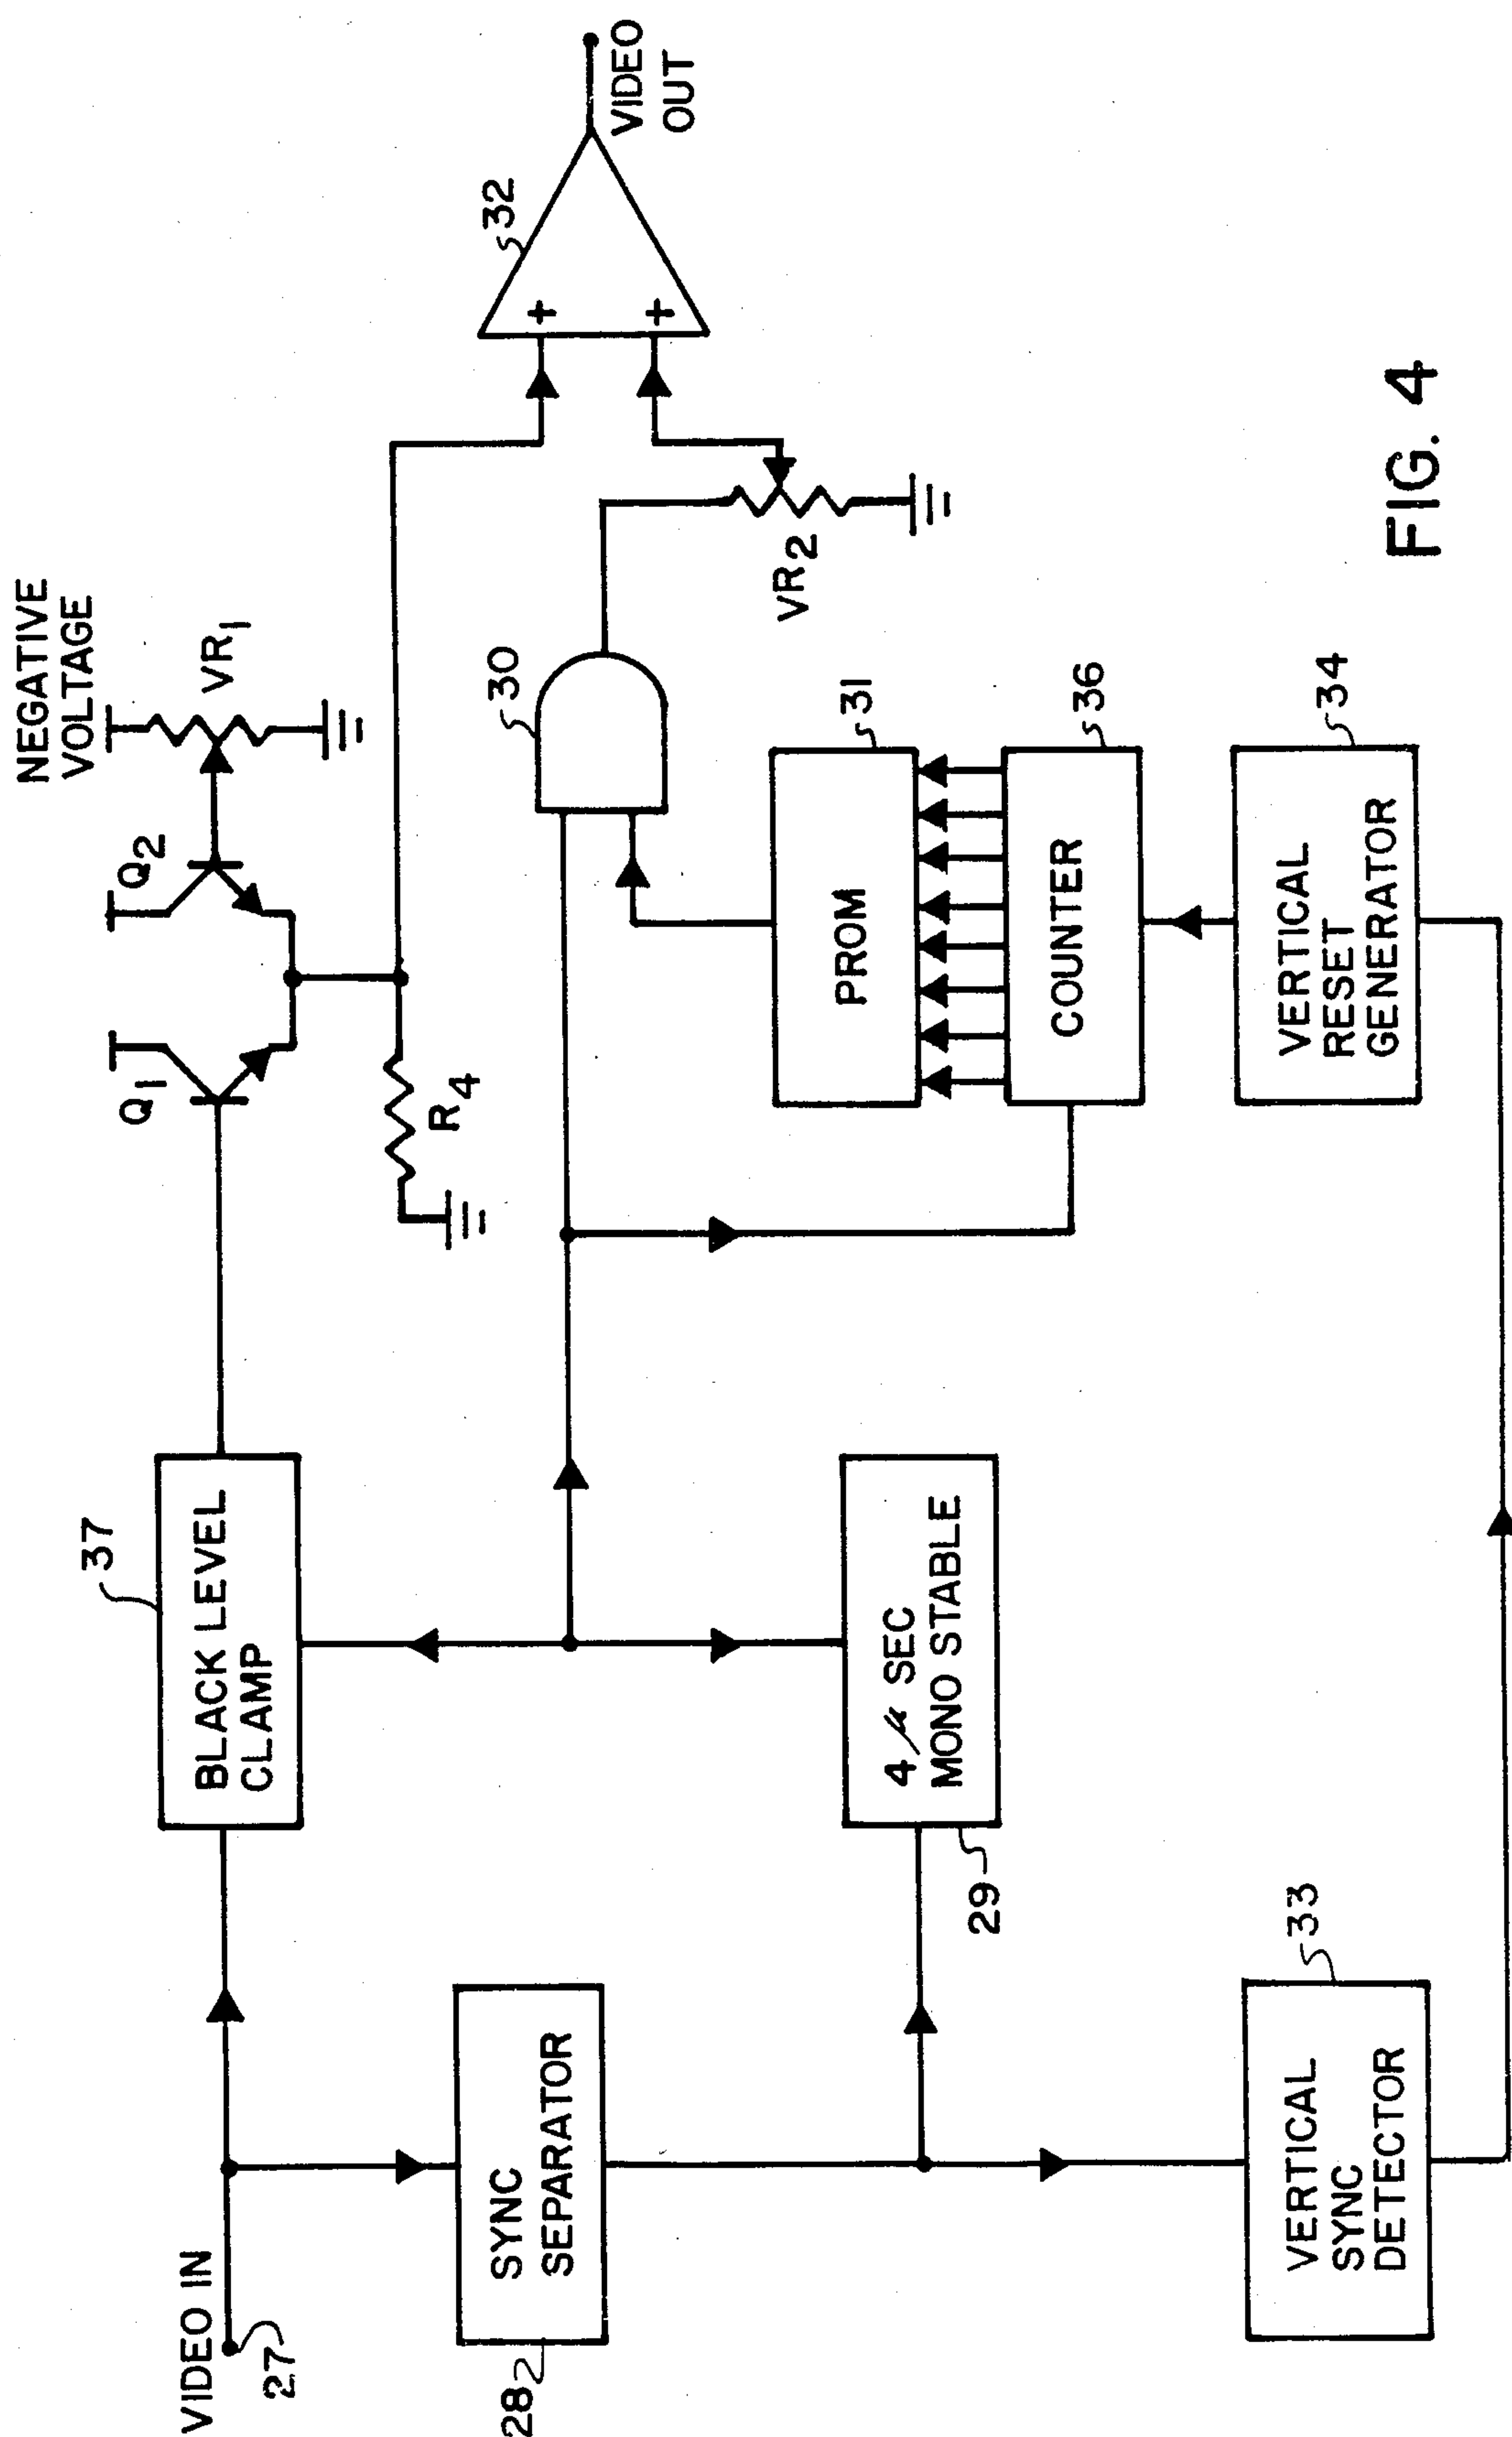 NEGATIVE
VOLTAGE
VR1
Q1
Q2
R4
VIDEO IN
27
37
BLACK LEVEL
CLAMP
32
+
+
VIDEO
OUT
28
SYNC
SEPARATOR
4 µ SEC
MONO STABLE
29
30
VR2
31
PROM
36
COUNTER
34
VERTICAL
RESET
GENERATOR
33
VERTICAL
SYNC
DETECTOR
FIG. 4